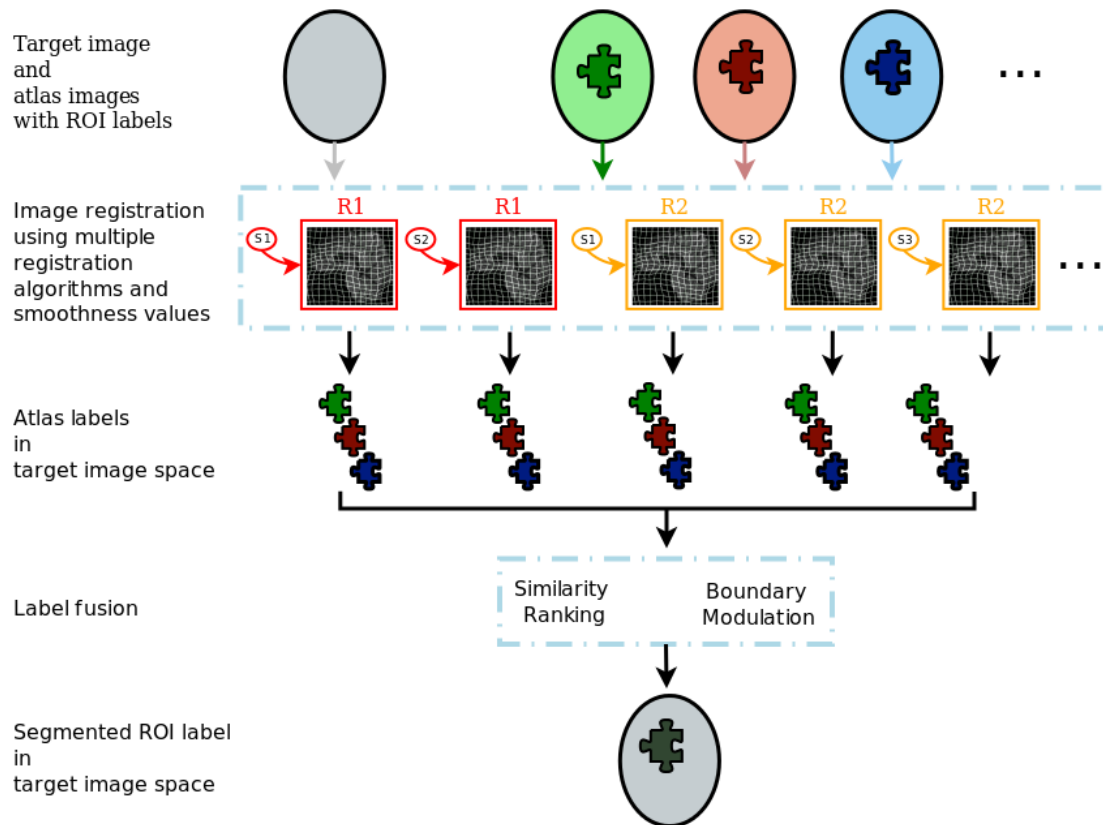 Target image
and
atlas images
with ROI labels
...
Image registration
using multiple
registration
algorithms and
smoothness values
R1 R1 R2 R2 R2
S1 S2 S1 S2 S3
...
Atlas labels
in
target image space
Label fusion
Similarity
Ranking
Boundary
Modulation
Segmented ROI label
in
target image space